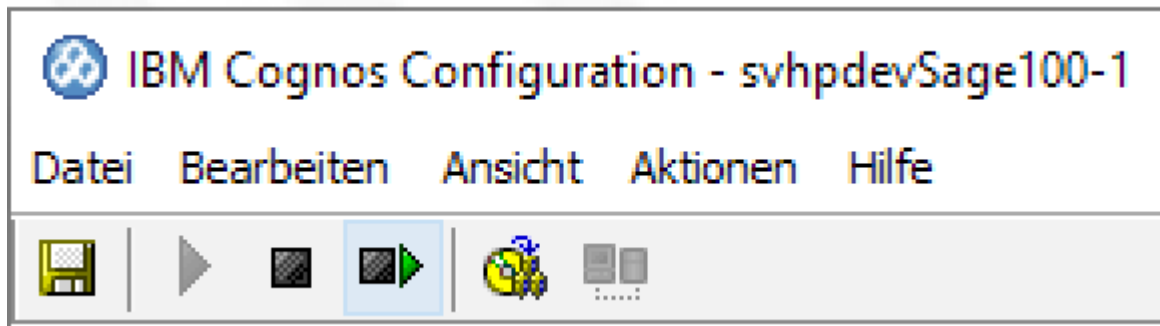 IBM Cognos Configuration - svhpdevSage100-1
Datei Bearbeiten Ansicht Aktionen Hilfe